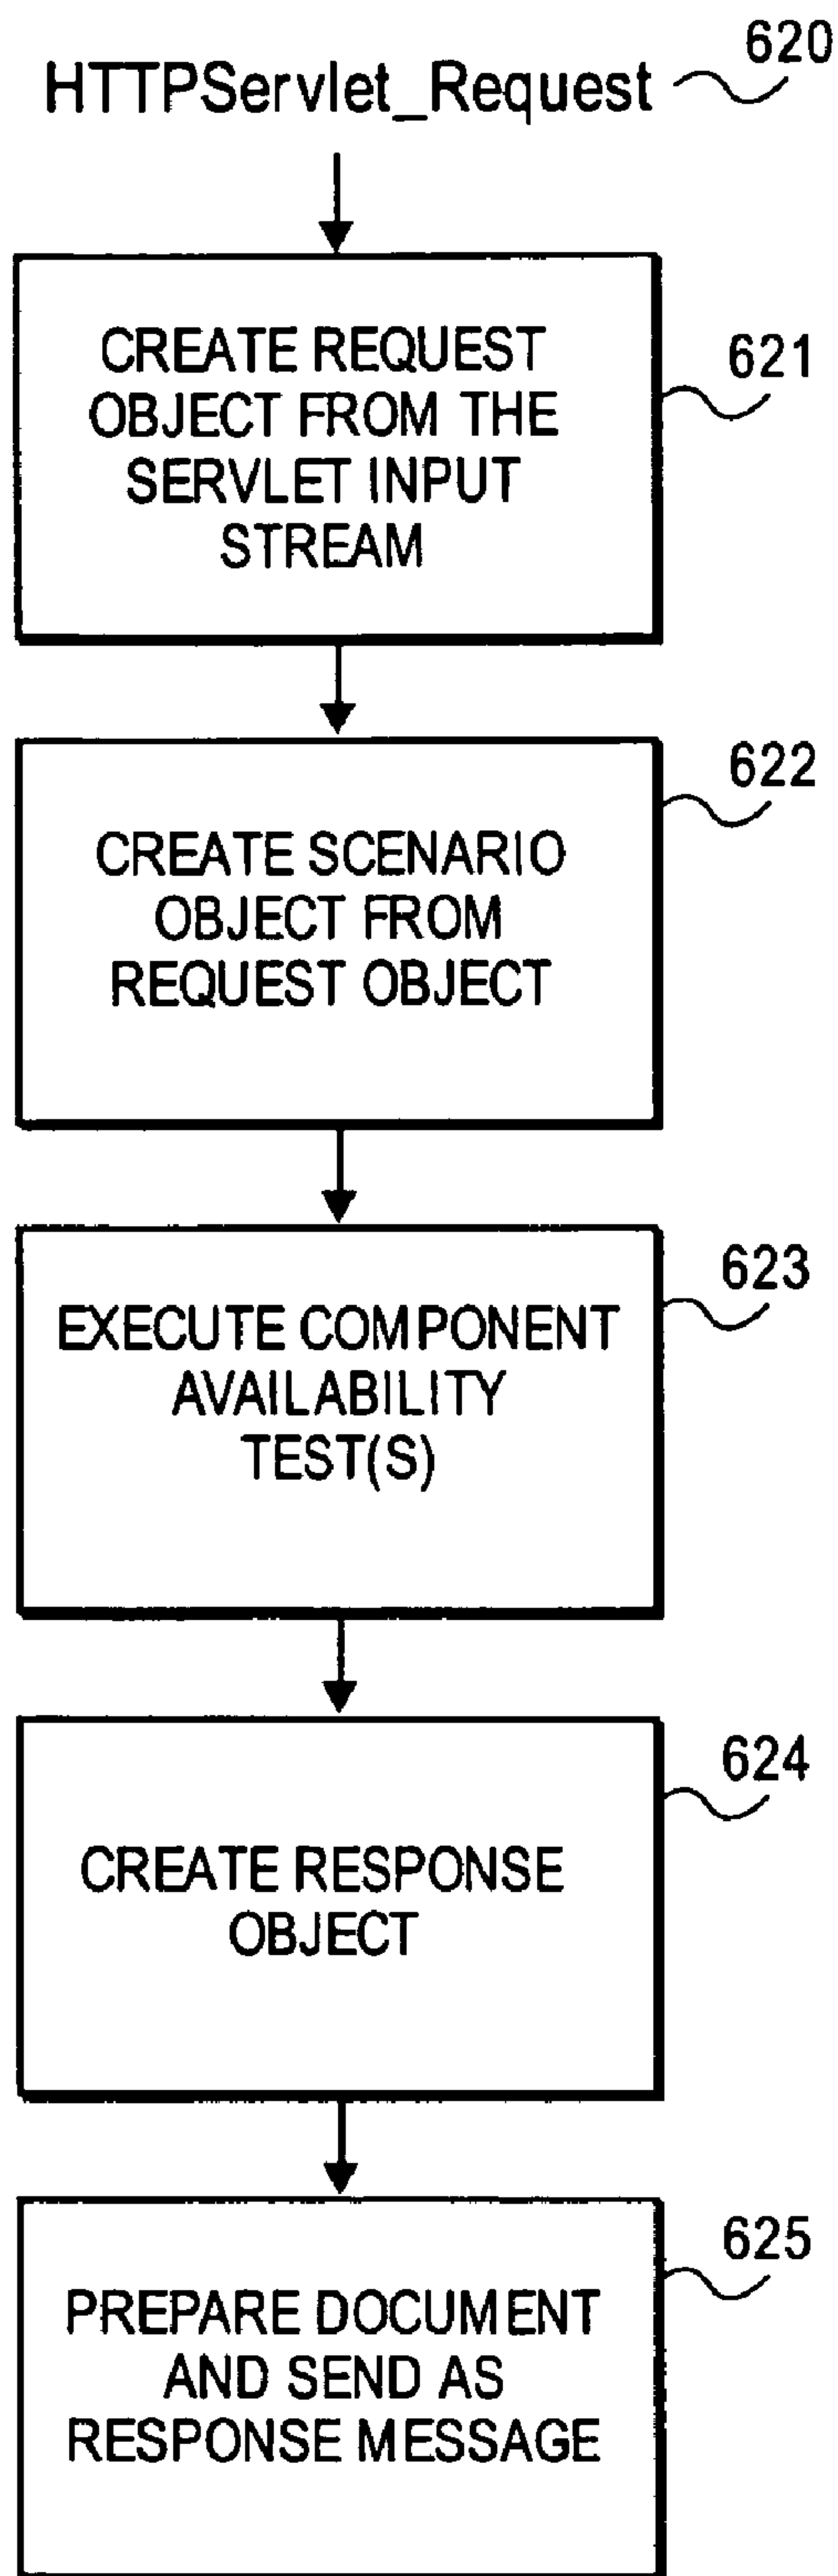 620
HTTPServlet_Request
CREATE REQUEST
OBJECT FROM THE
SERVLET INPUT
STREAM
621
CREATE SCENARIO
OBJECT FROM
REQUEST OBJECT
622
EXECUTE COMPONENT
AVAILABILITY
TEST(S)
623
CREATE RESPONSE
OBJECT
624
PREPARE DOCUMENT
AND SEND AS
RESPONSE MESSAGE
625